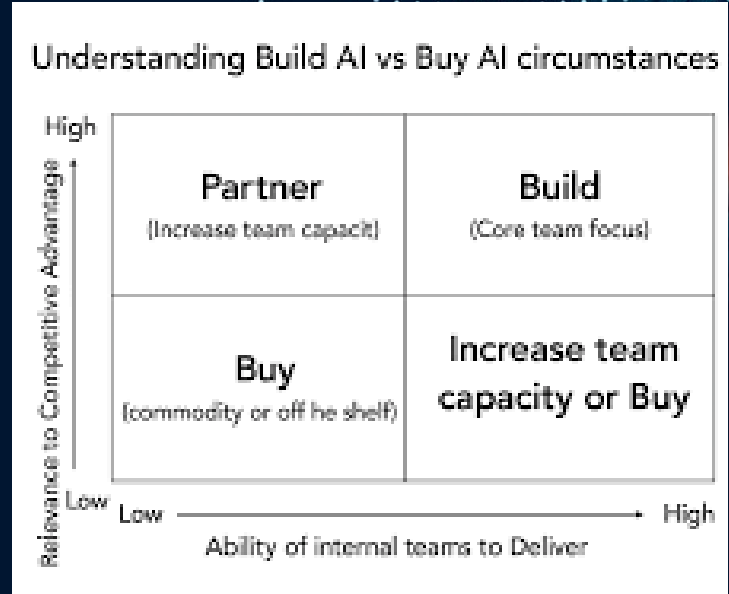 Understanding Build AI vs Buy AI circumstances
High
Relevance to Competitive Advantage
Partner
(Increase team capacit)
Build
(Core team focus)
Buy
(commodity or off he shelf)
Increase team
capacity or Buy
Low
Low
High
Ability of internal teams to Deliver